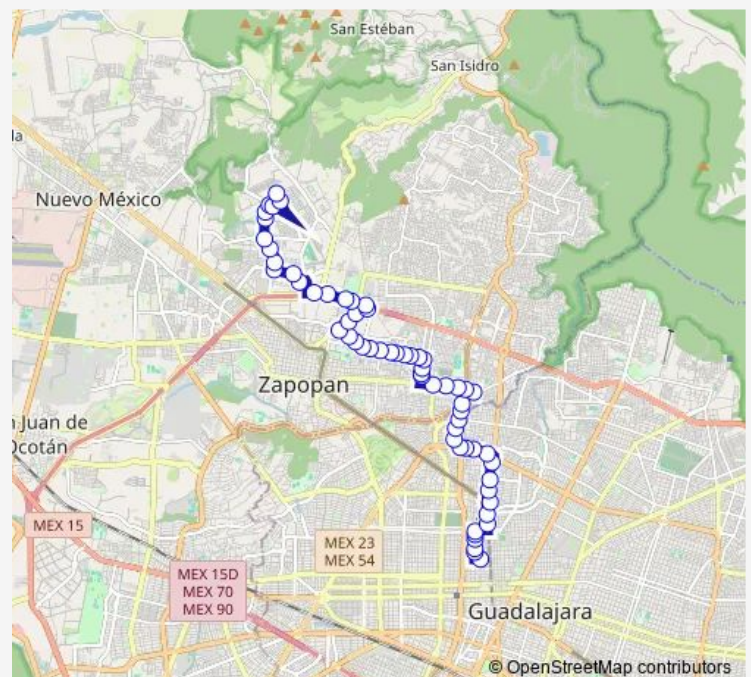 San Estéban
San Isidro
la
Nuevo México
Zapopan
n Juan de
Ocotán
MEX 15
MEX 23
MEX 54
MEX 15D
MEX 70
MEX 90
Guadalajara
© OpenStreetMap contributors